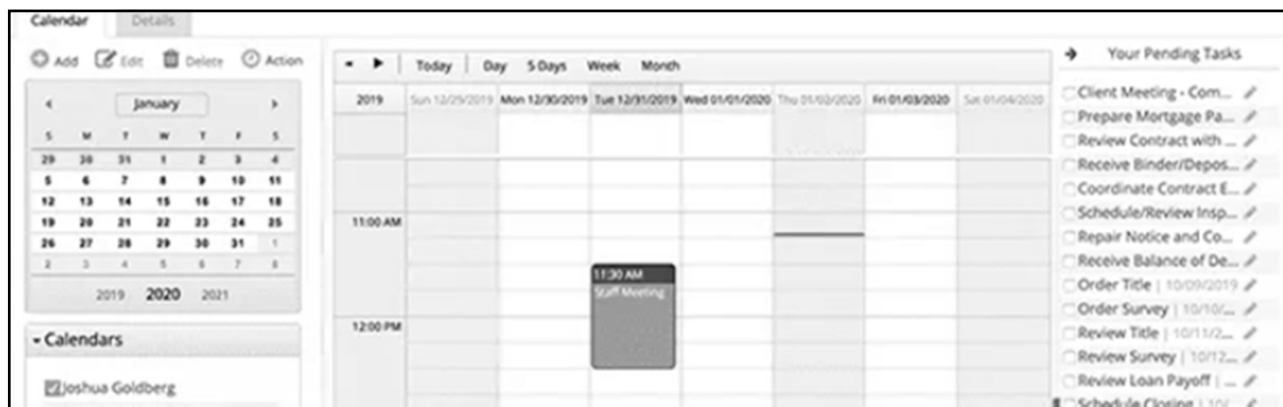 Calendar Details
Add Edit Delete Action
January
S M T W T F S
29 30 31 1 2 3 4
5 6 7 8 9 10 11
12 13 14 15 16 17 18
19 20 21 22 23 24 25
26 27 28 29 30 31 1
2 3 4 5 6 7 8
2019 2020 2021
Calendars
Joshua Goldberg
Today Day 5 Days Week Month
2019 Sun 12/29/2019 Mon 12/30/2019 Tue 12/31/2019 Wed 01/01/2020 Thu 01/02/2020 Fri 01/03/2020 Sat 01/04/2020
11:00 AM
11:30 AM
Staff Meeting
12:00 PM
Your Pending Tasks
Client Meeting - Com...
Prepare Mortgage Pa...
Review Contract with ...
Receive Binder/Depos...
Coordinate Contract E...
Schedule/Review Insp...
Repair Notice and Co...
Receive Balance of De...
Order Title | 10/09/2019
Order Survey | 10/10/...
Review Title | 10/11/2...
Review Survey | 10/12...
Review Loan Payoff | ...
Schedule Closing | 10/